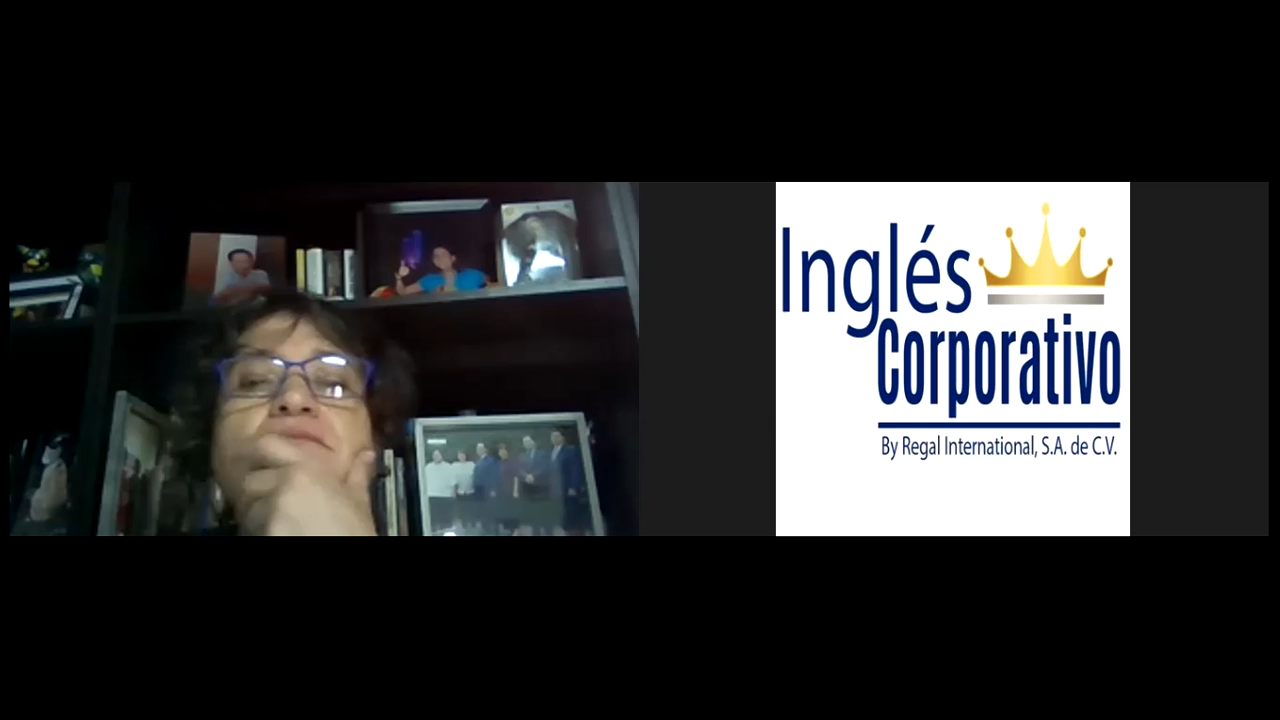 Inglés
Corporativo
By Regal International, S.A. de C.V.